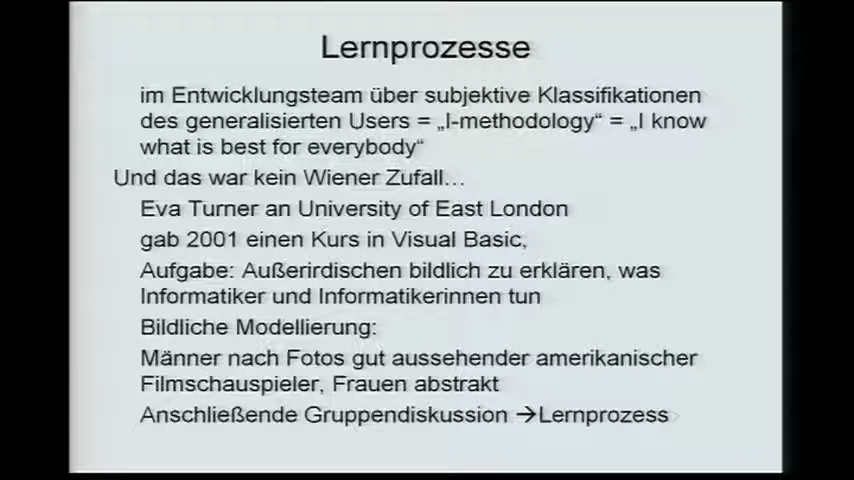 Lernprozesse
im Entwicklungsteam über subjektive Klassifikationen
des generalisierten Users = „I-methodology“ = „I know
what is best for everybody“
Und das war kein Wiener Zufall…
Eva Turner an University of East London
gab 2001 einen Kurs in Visual Basic,
Aufgabe: Außerirdischen bildlich zu erklären, was
Informatiker und Informatikerinnen tun
Bildliche Modellierung:
Männer nach Fotos gut aussehender amerikanischer
Filmschauspieler, Frauen abstrakt
Anschließende Gruppendiskussion →Lernprozess